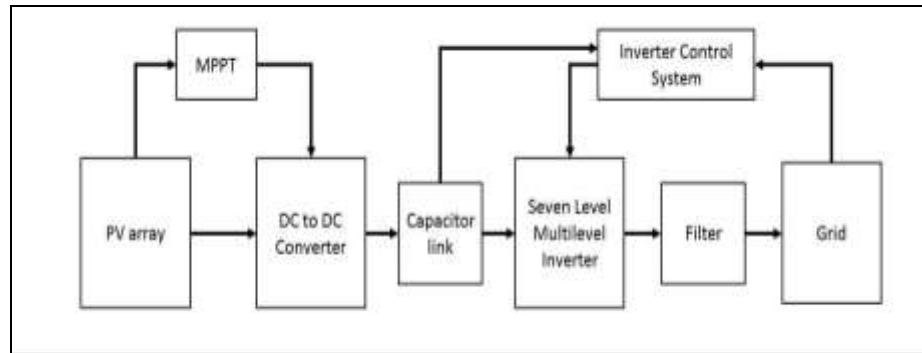 MPPT
Inverter Control
System
PV array
DC to DC
Converter
Capacitor
link
Seven Level
Multilevel
Inverter
Filter
Grid